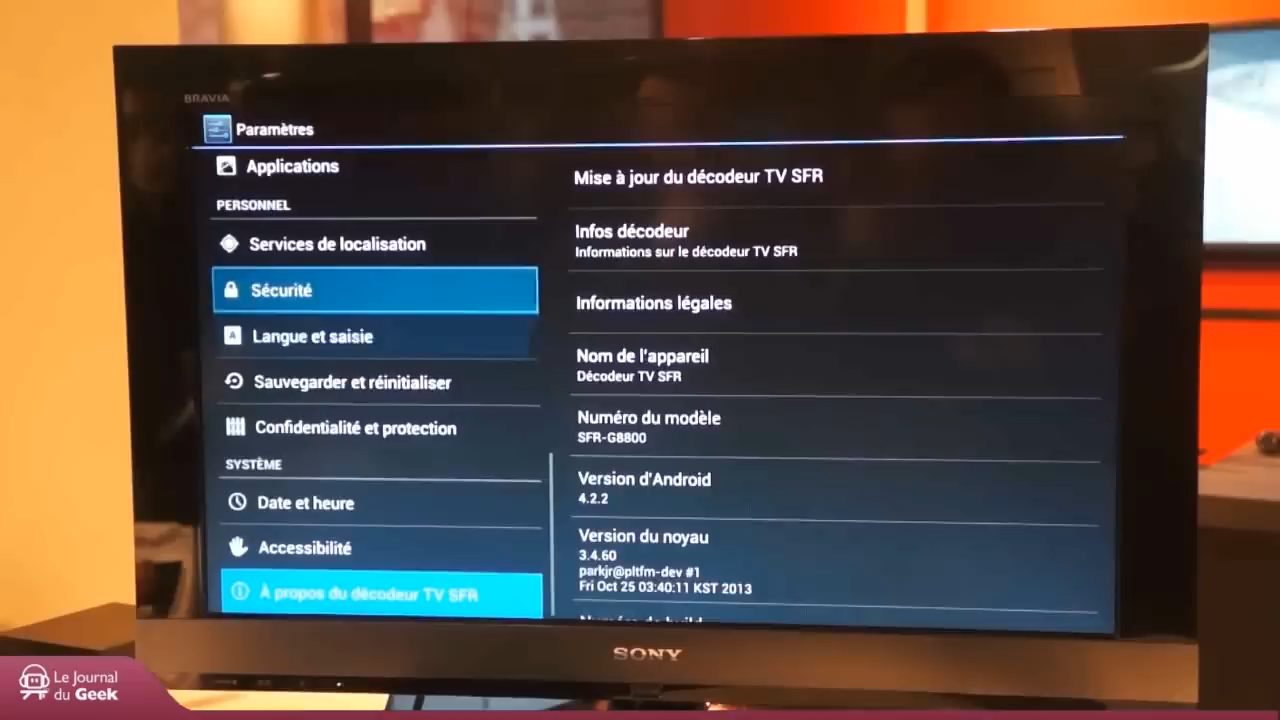 BRAVIA
Paramètres
Applications
PERSONNEL
Services de localisation
Sécurité
Langue et saisie
Sauvegarder et réinitialiser
Confidentialité et protection
SYSTÈME
Date et heure
Accessibilité
À propos du décodeur TV SFR
Mise à jour du décodeur TV SFR
Infos décodeur
Informations sur le décodeur TV SFR
Informations légales
Nom de l'appareil
Décodeur TV SFR
Numéro du modèle
SFR-G8800
Version d'Android
4.2.2
Version du noyau
3.4.60
parkjr@pltfm-dev #1
Fri Oct 25 03:40:11 KST 2013
Numéro de build
SONY
Le Journal
du Geek